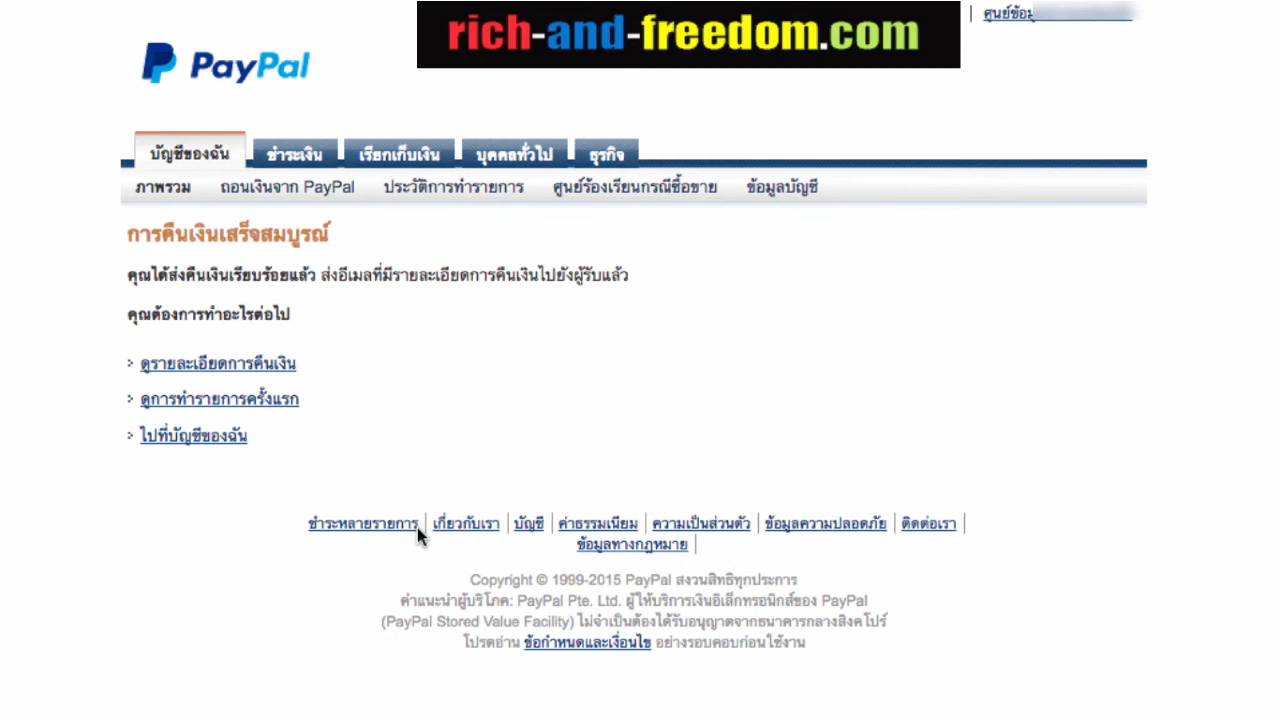 rich-and-freedom.com
| ศูนย์ข้อมู
PayPal
บัญชีของฉัน ชำระเงิน เรียกเก็บเงิน บุคคลทั่วไป ธุรกิจ
ภาพรวม ถอนเงินจาก PayPal ประวัติการทำรายการ ศูนย์ร้องเรียนกรณีซื้อขาย ข้อมูลบัญชี
การคืนเงินเสร็จสมบูรณ์
คุณได้ส่งคืนเงินเรียบร้อยแล้ว ส่งอีเมลที่มีรายละเอียดการคืนเงินไปยังผู้รับแล้ว
คุณต้องการทำอะไรต่อไป
› ดูรายละเอียดการคืนเงิน
› ดูการทำรายการครั้งแรก
› ไปที่บัญชีของฉัน
ชำระหลายรายการ | เกี่ยวกับเรา | บัญชี | ค่าธรรมเนียม | ความเป็นส่วนตัว | ข้อมูลความปลอดภัย | ติดต่อเรา |
ข้อมูลทางกฎหมาย |
Copyright © 1999-2015 PayPal สงวนสิทธิทุกประการ
คำแนะนำผู้บริโภค: PayPal Pte. Ltd. ผู้ให้บริการเงินอิเล็กทรอนิกส์ของ PayPal
(PayPal Stored Value Facility) ไม่จำเป็นต้องได้รับอนุญาตจากธนาคารกลางสิงคโปร์
โปรดอ่าน ข้อกำหนดและเงื่อนไข อย่างรอบคอบก่อนใช้งาน